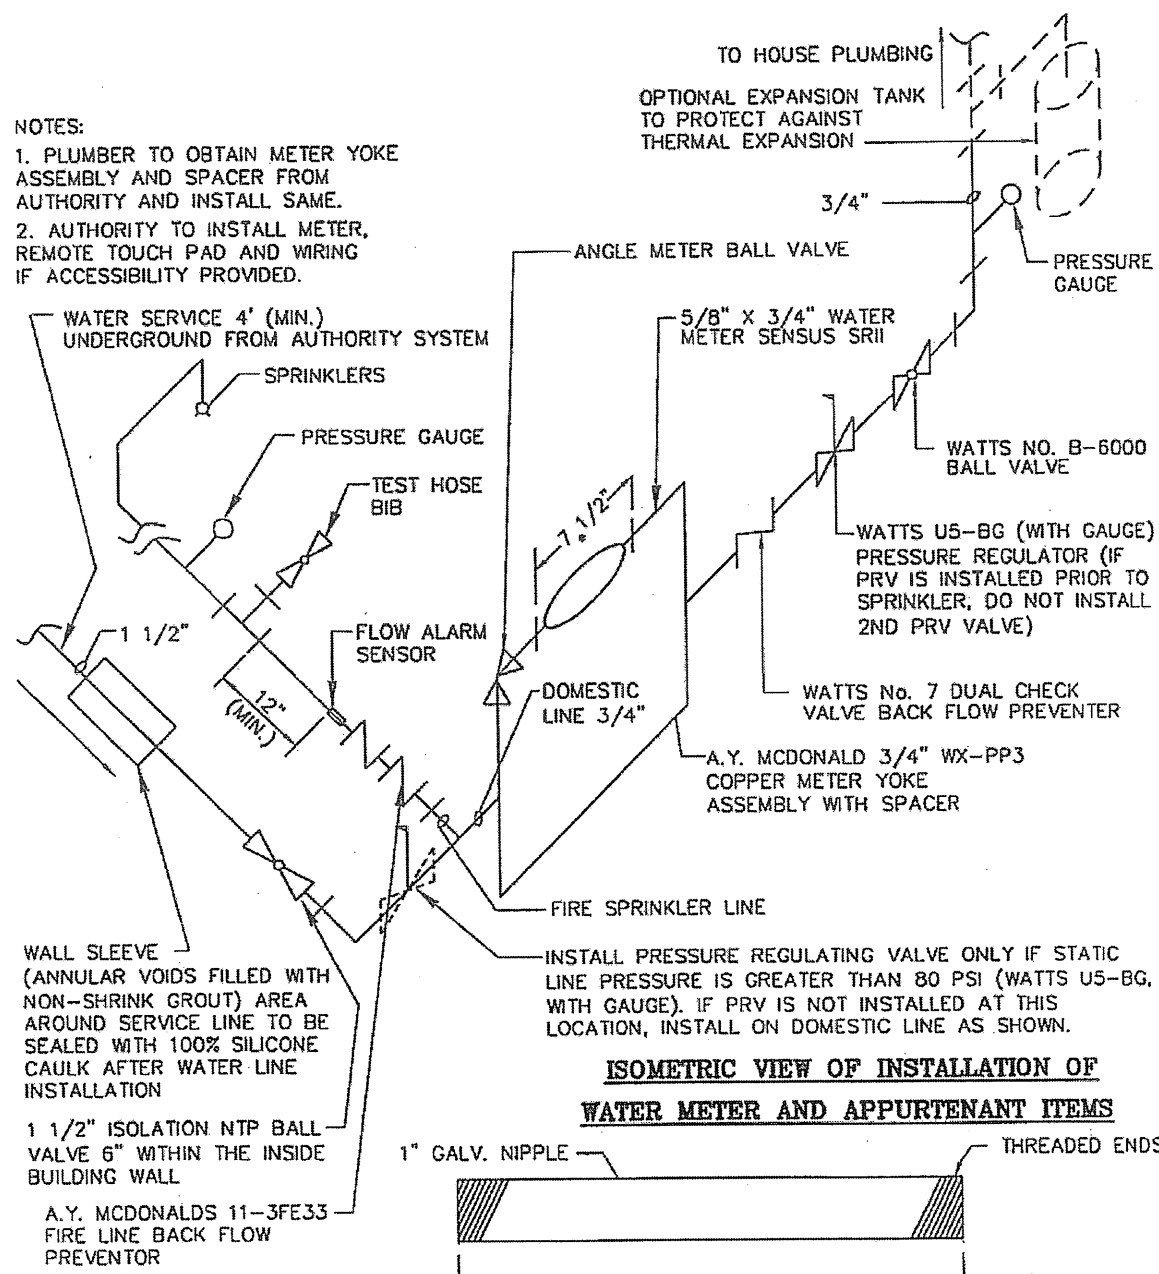 TO HOUSE PLUMBING
OPTIONAL EXPANSION TANK
TO PROTECT AGAINST
THERMAL EXPANSION
NOTES:
1. PLUMBER TO OBTAIN METER YOKE
ASSEMBLY AND SPACER FROM
AUTHORITY AND INSTALL SAME.
2. AUTHORITY TO INSTALL METER,
REMOTE TOUCH PAD AND WIRING
IF ACCESSIBILITY PROVIDED.
3/4"
ANGLE METER BALL VALVE
PRESSURE
GAUGE
WATER SERVICE 4' (MIN.)
UNDERGROUND FROM AUTHORITY SYSTEM
5/8" X 3/4" WATER
METER SENSUS SRII
SPRINKLERS
PRESSURE GAUGE
WATTS NO. B-6000
BALL VALVE
TEST HOSE
BIB
7 1/2"
*
WATTS U5-BG (WITH GAUGE)
PRESSURE REGULATOR (IF
PRV IS INSTALLED PRIOR TO
SPRINKLER, DO NOT INSTALL
2ND PRV VALVE)
1 1/2"
FLOW ALARM
SENSOR
12"
(MIN.)
DOMESTIC
LINE 3/4"
WATTS No. 7 DUAL CHECK
VALVE BACK FLOW PREVENTER
A.Y. MCDONALD 3/4" WX-PP3
COPPER METER YOKE
ASSEMBLY WITH SPACER
FIRE SPRINKLER LINE
WALL SLEEVE
(ANNULAR VOIDS FILLED WITH
NON-SHRINK GROUT) AREA
AROUND SERVICE LINE TO BE
SEALED WITH 100% SILICONE
CAULK AFTER WATER LINE
INSTALLATION
INSTALL PRESSURE REGULATING VALVE ONLY IF STATIC
LINE PRESSURE IS GREATER THAN 80 PSI (WATTS U5-BG,
WITH GAUGE). IF PRV IS NOT INSTALLED AT THIS
LOCATION, INSTALL ON DOMESTIC LINE AS SHOWN.
ISOMETRIC VIEW OF INSTALLATION OF
WATER METER AND APPURTENANT ITEMS
1 1/2" ISOLATION NTP BALL
VALVE 6" WITHIN THE INSIDE
BUILDING WALL
1" GALV. NIPPLE
THREADED ENDS
A.Y. MCDONALDS 11-3FE33
FIRE LINE BACK FLOW
PREVENTOR